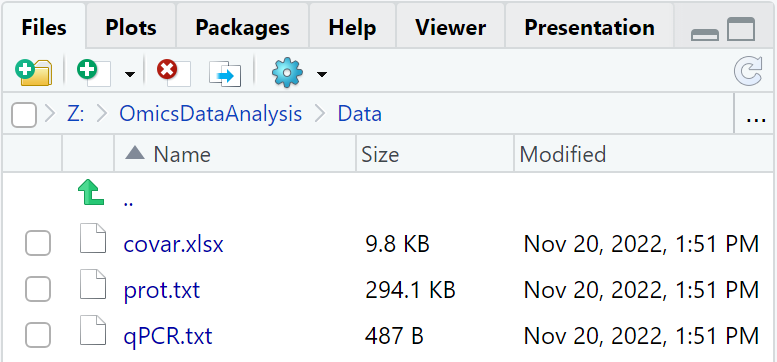 Files Plots Packages Help Viewer Presentation
Z: OmicsDataAnalysis Data ...
Name Size Modified
..
covar.xlsx 9.8 KB Nov 20, 2022, 1:51 PM
prot.txt 294.1 KB Nov 20, 2022, 1:51 PM
qPCR.txt 487 B Nov 20, 2022, 1:51 PM